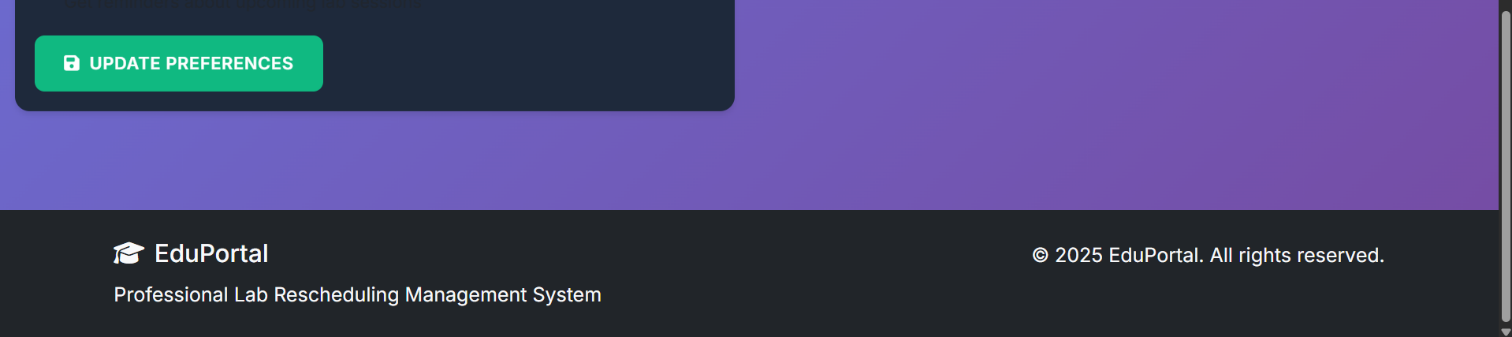 UPDATE PREFERENCES
EduPortal
© 2025 EduPortal. All rights reserved.
Professional Lab Rescheduling Management System